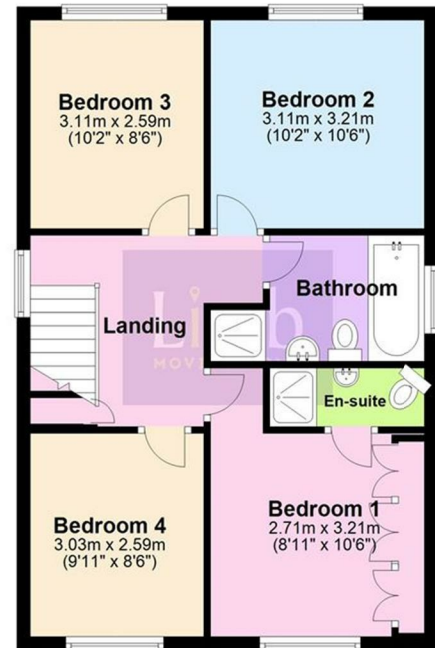 Bedroom 3
3.11m x 2.59m
(10'2" x 8'6")
Bedroom 2
3.11m x 3.21m
(10'2" x 10'6")
Bathroom
Landing
En-suite
Bedroom 4
3.03m x 2.59m
(9'11" x 8'6")
Bedroom 1
2.71m x 3.21m
(8'11" x 10'6")